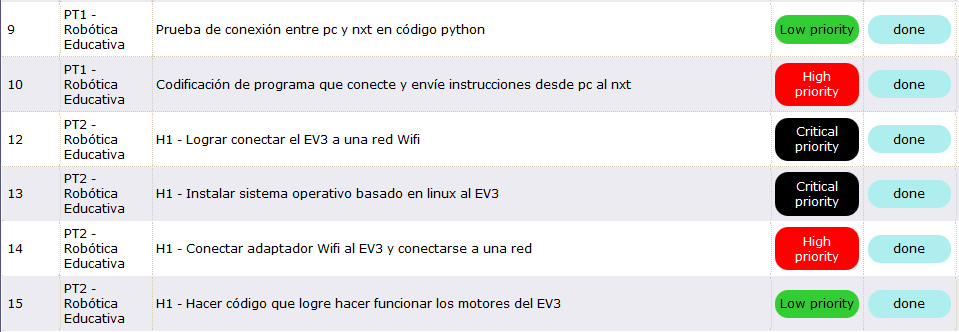 9
PT1 -
Robótica
Educativa
Prueba de conexión entre pc y nxt en código python
Low priority
done
10
PT1 -
Robótica
Educativa
Codificación de programa que conecte y envíe instrucciones desde pc al nxt
High
priority
done
12
PT2 -
Robótica
Educativa
H1 - Lograr conectar el EV3 a una red Wifi
Critical
priority
done
13
PT2 -
Robótica
Educativa
H1 - Instalar sistema operativo basado en linux al EV3
Critical
priority
done
14
PT2 -
Robótica
Educativa
H1 - Conectar adaptador Wifi al EV3 y conectarse a una red
High
priority
done
15
PT2 -
Robótica
Educativa
H1 - Hacer código que logre hacer funcionar los motores del EV3
Low priority
done